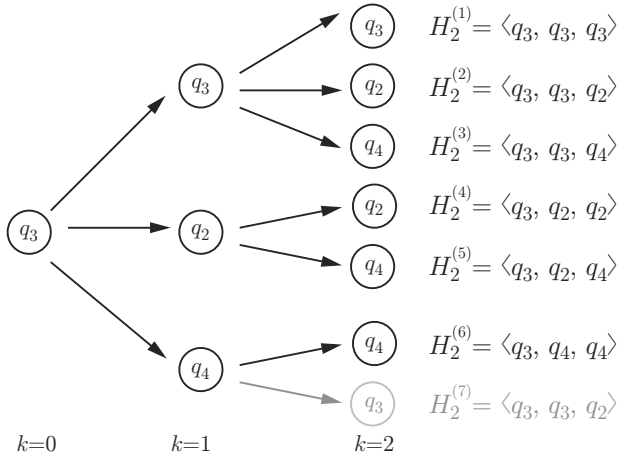 q₃ H₂⁽¹⁾= ⟨q₃, q₃, q₃⟩
q₃ q₂ H₂⁽²⁾= ⟨q₃, q₃, q₂⟩
q₄ H₂⁽³⁾= ⟨q₃, q₃, q₄⟩
q₂ H₂⁽⁴⁾= ⟨q₃, q₂, q₂⟩
q₃ q₂
q₄ H₂⁽⁵⁾= ⟨q₃, q₂, q₄⟩
q₄ H₂⁽⁶⁾= ⟨q₃, q₄, q₄⟩
q₄
q₃ H₂⁽⁷⁾= ⟨q₃, q₃, q₂⟩
k=0 k=1 k=2